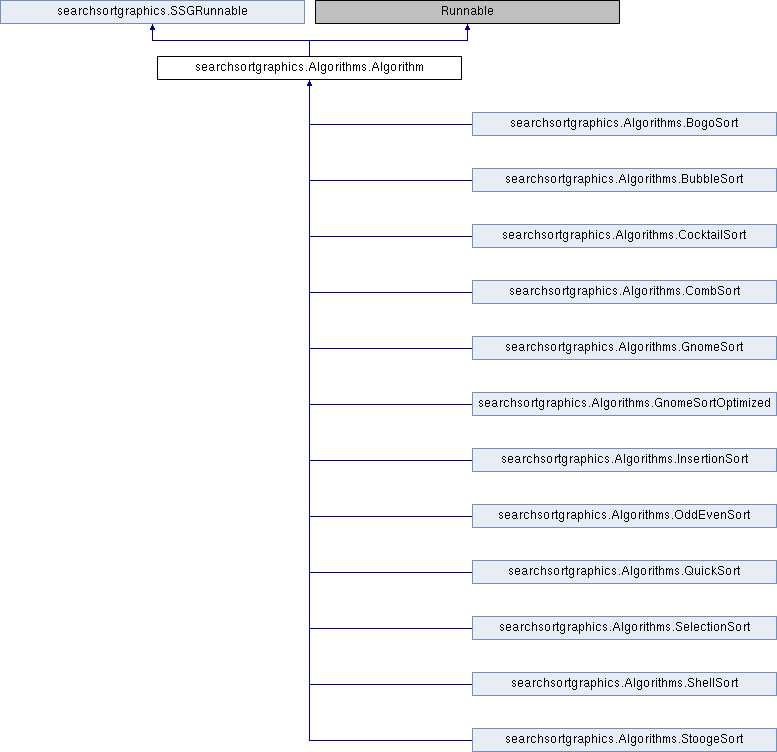 searchsortgraphics.SSGRunnable
Runnable
searchsortgraphics.Algorithms.Algorithm
searchsortgraphics.Algorithms.BogoSort
searchsortgraphics.Algorithms.BubbleSort
searchsortgraphics.Algorithms.CocktailSort
searchsortgraphics.Algorithms.CombSort
searchsortgraphics.Algorithms.GnomeSort
searchsortgraphics.Algorithms.GnomeSortOptimized
searchsortgraphics.Algorithms.InsertionSort
searchsortgraphics.Algorithms.OddEvenSort
searchsortgraphics.Algorithms.QuickSort
searchsortgraphics.Algorithms.SelectionSort
searchsortgraphics.Algorithms.ShellSort
searchsortgraphics.Algorithms.StoogeSort